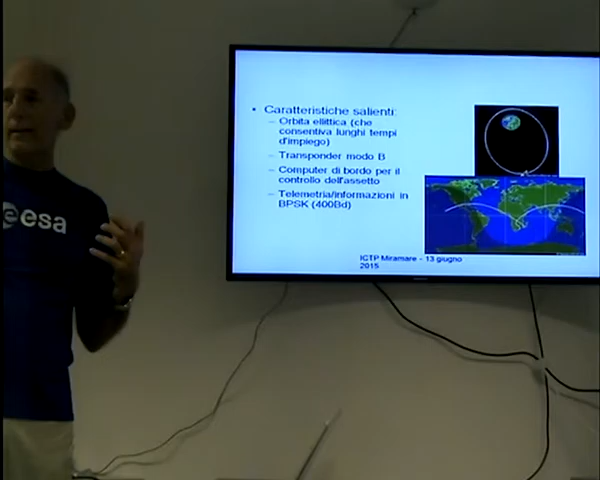 Caratteristiche salienti:
– Orbita ellittica (che
consentiva lunghi tempi
d'impiego)
– Transponder modo B
– Computer di bordo per il
controllo dell'assetto
– Telemetria/informazioni in
BPSK (400Bd)
ICTP Miramare - 13 giugno
2015
esa